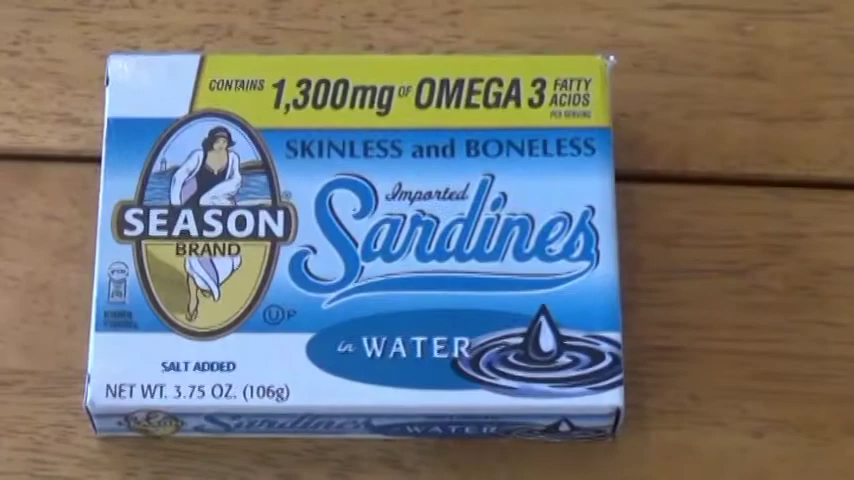 CONTAINS 1,300mg OF OMEGA 3 FATTY ACIDS PER SERVING
SKINLESS and BONELESS
Imported
Sardines
SEASON
BRAND
®
U P
in WATER
SALT ADDED
NET WT. 3.75 OZ. (106g)
Sardines
WATER